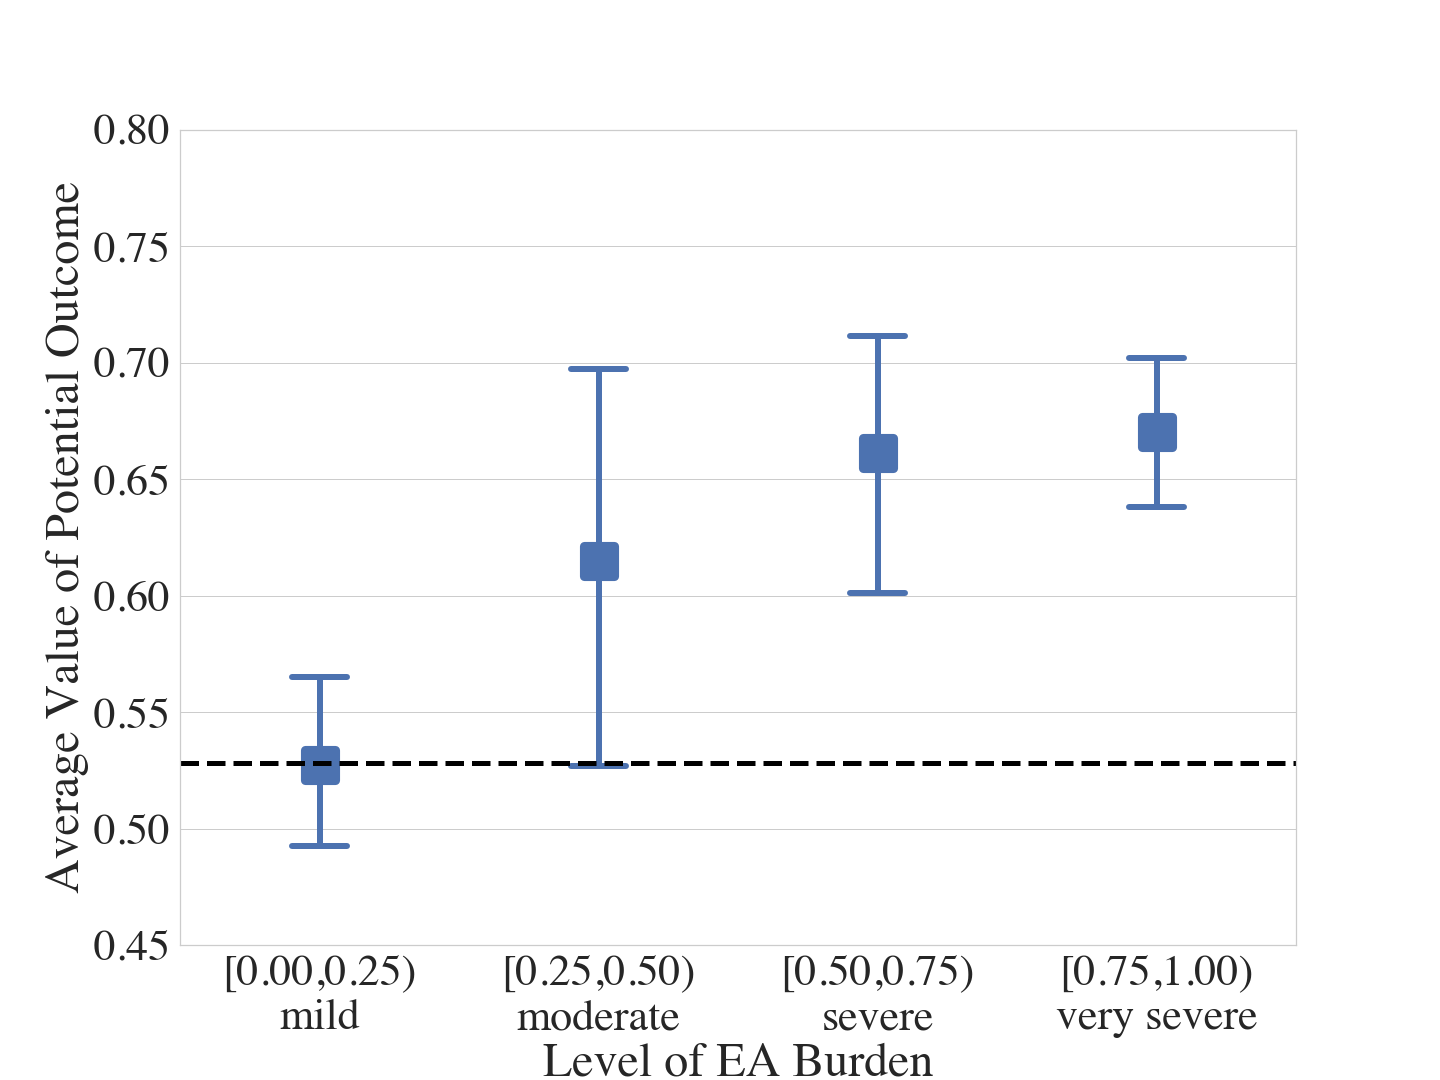 Average Value of Potential Outcome
0.80
0.75
0.70
0.65
0.60
0.55
0.50
0.45
[0.00,0.25)
mild
[0.25,0.50)
moderate
[0.50,0.75)
severe
[0.75,1.00)
very severe
Level of EA Burden